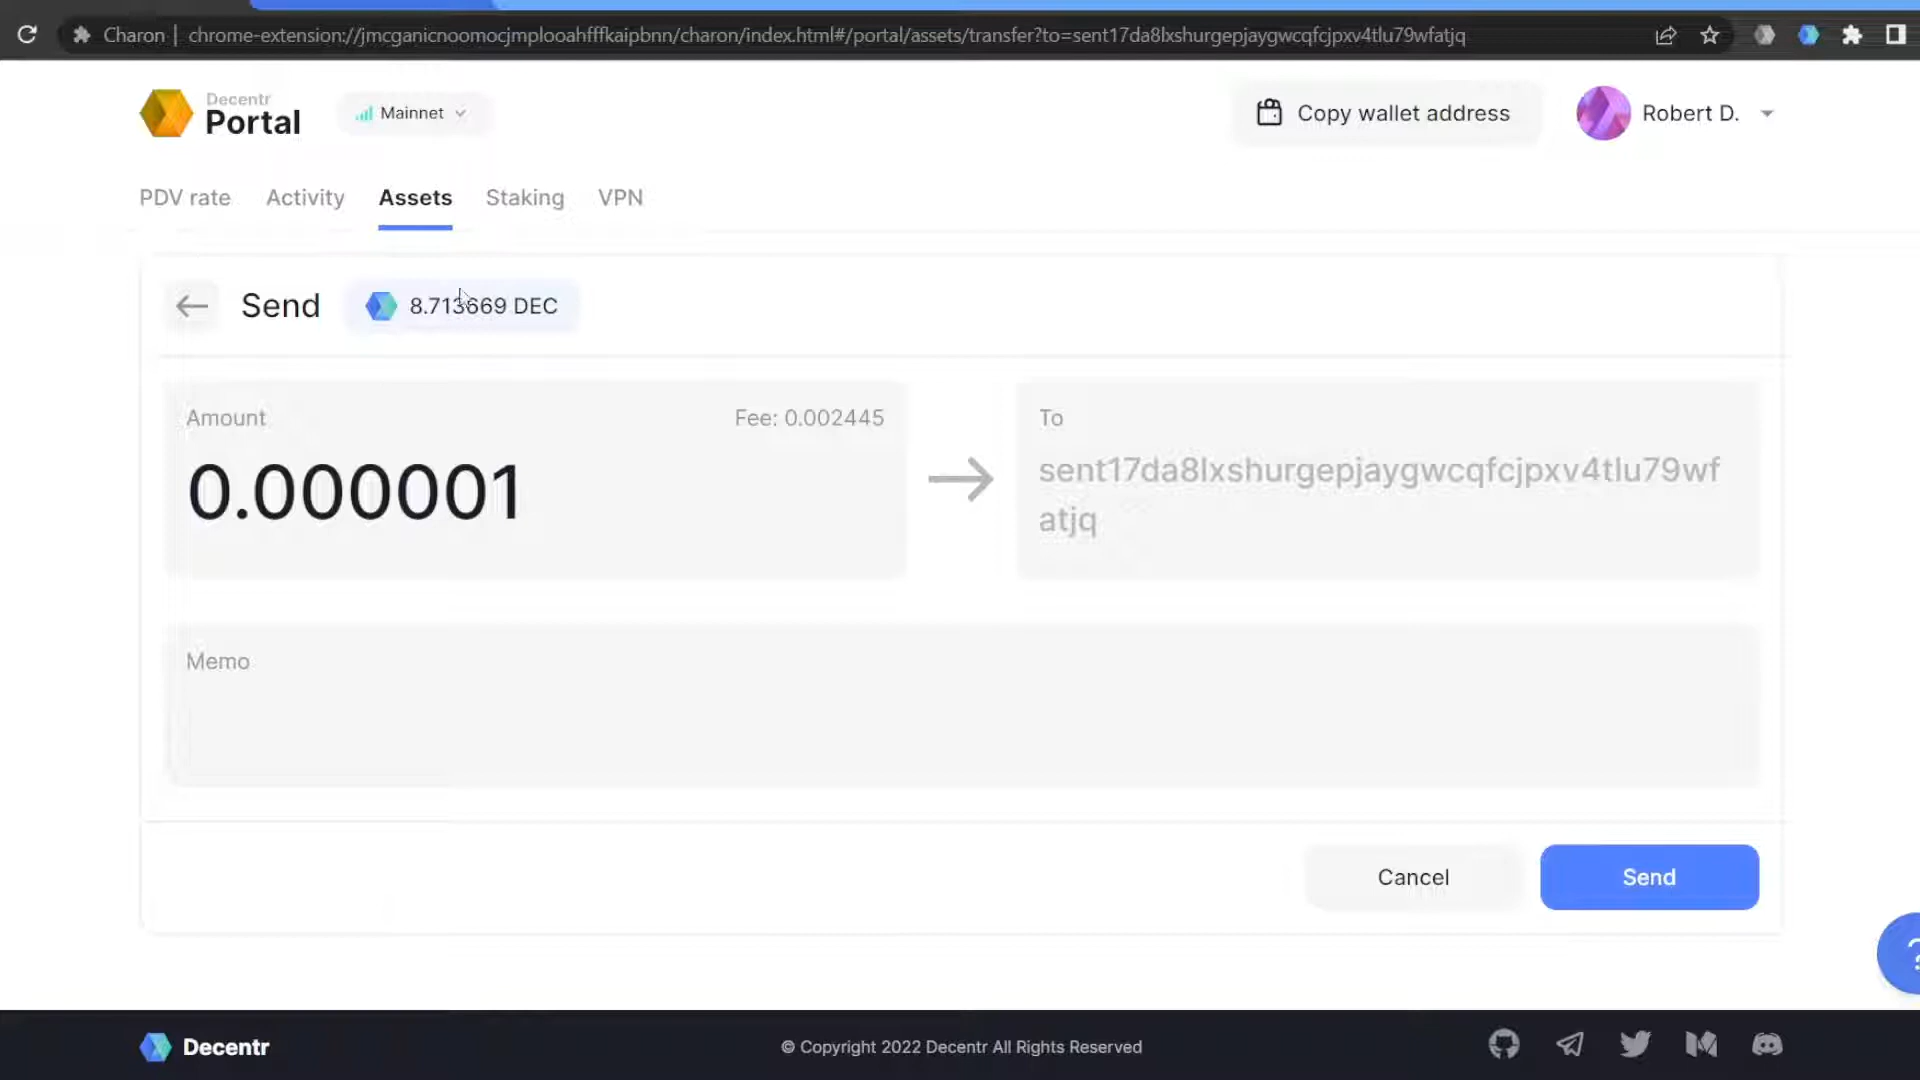 Charon | chrome-extension://jmcganicnoomocjmplooahfffkaipbnn/charon/index.html#/portal/assets/transfer?to=sent17da8lxshurgepjaygwcqfcjpxv4tlu79wfatjq
Decentr
Portal
Mainnet
Copy wallet address
Robert D.
PDV rate Activity Assets Staking VPN
Send 8.713669 DEC
Amount Fee: 0.002445
0.000001
To
sent17da8lxshurgepjaygwcqfcjpxv4tlu79wf
atjq
Memo
Cancel Send
?
Decentr
© Copyright 2022 Decentr All Rights Reserved